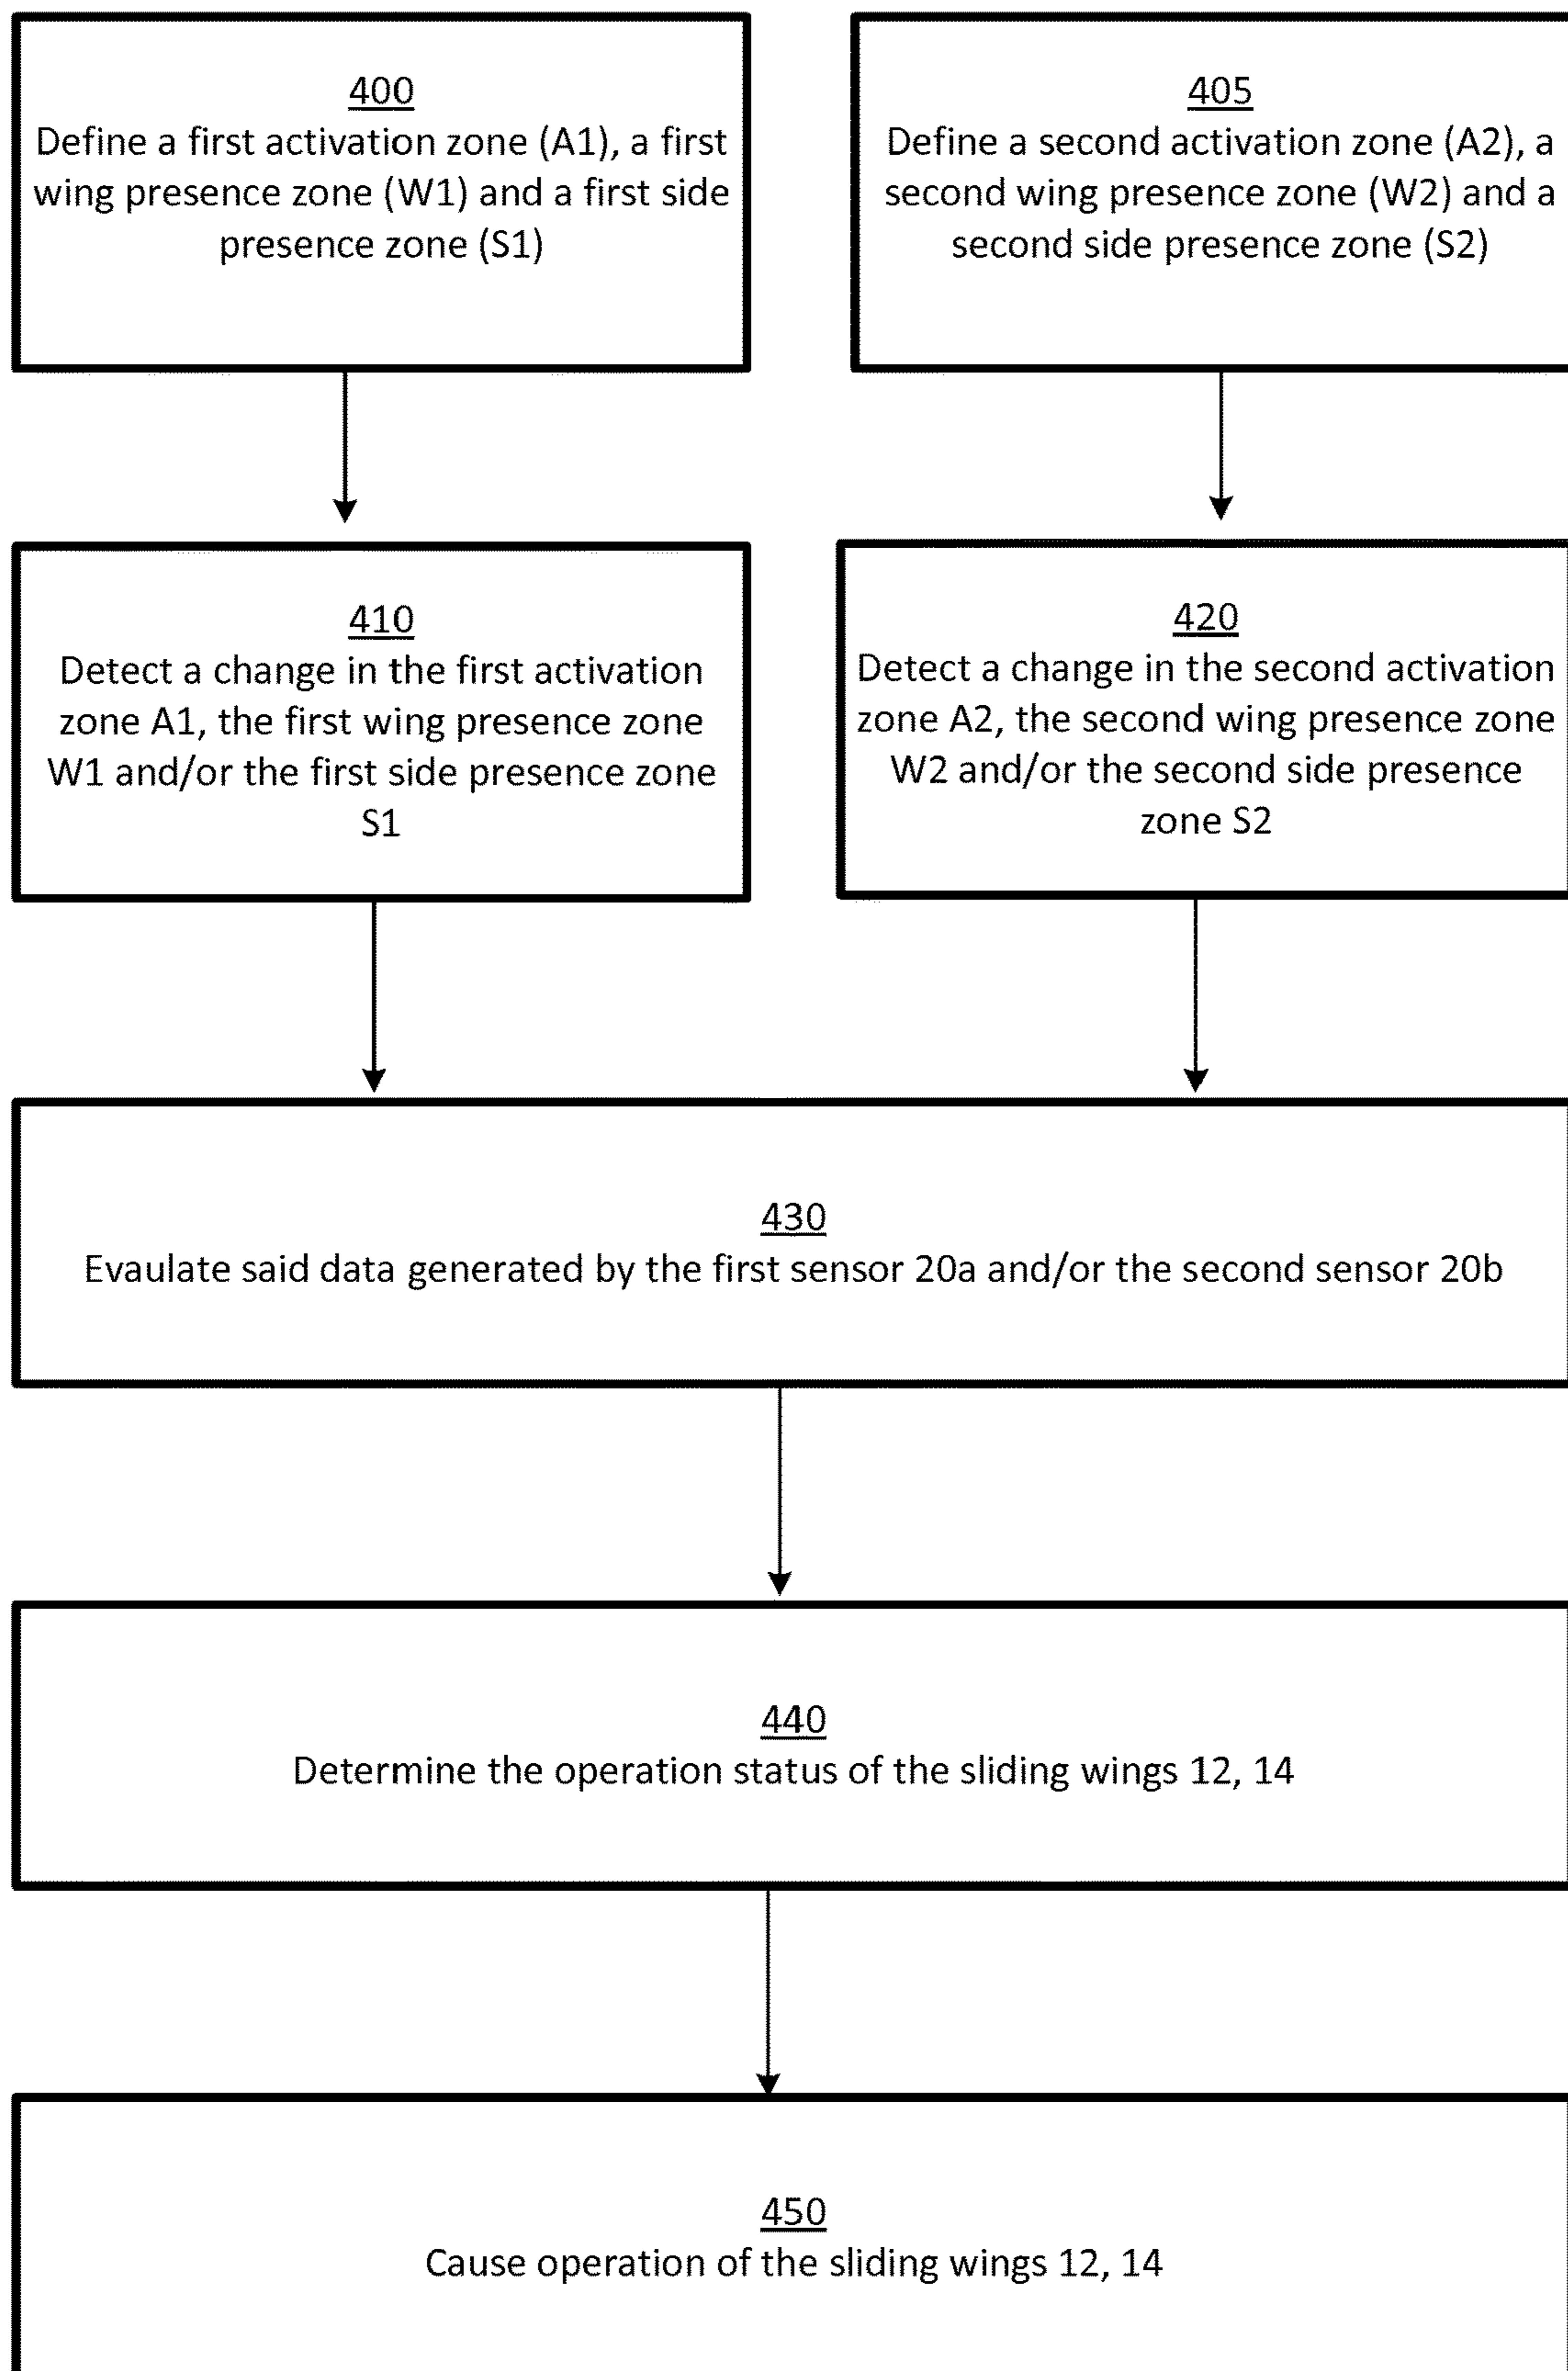 400
Define a first activation zone (A1), a first
wing presence zone (W1) and a first side
presence zone (S1)
405
Define a second activation zone (A2), a
second wing presence zone (W2) and a
second side presence zone (S2)
410
Detect a change in the first activation
zone A1, the first wing presence zone
W1 and/or the first side presence zone
S1
420
Detect a change in the second activation
zone A2, the second wing presence zone
W2 and/or the second side presence
zone S2
430
Evaulate said data generated by the first sensor 20a and/or the second sensor 20b
440
Determine the operation status of the sliding wings 12, 14
450
Cause operation of the sliding wings 12, 14